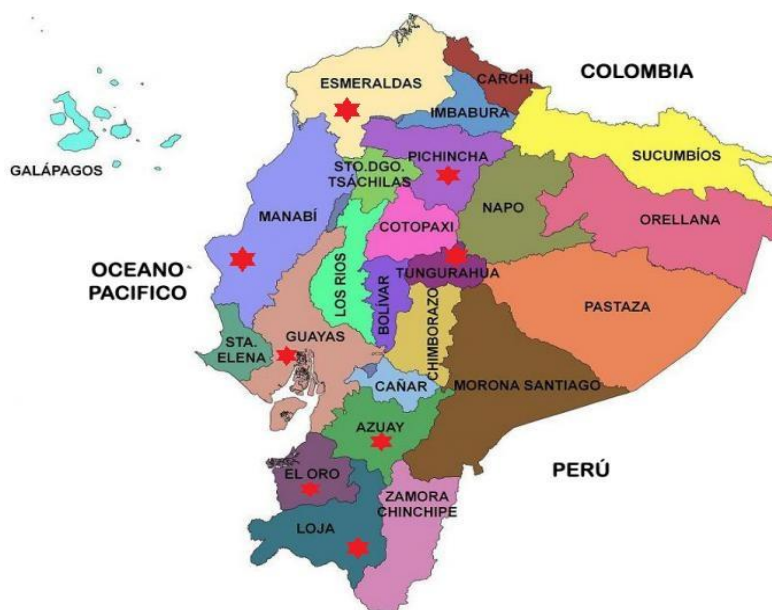 ESMERALDAS
CARCHI
COLOMBIA
IMBABURA
GALÁPAGOS
STO.DGO.
TSÁCHILAS
PICHINCHA
SUCUMBÍOS
MANABÍ
NAPO
ORELLANA
COTOPAXI
OCEANO
PACIFICO
LOS RIOS
BOLÍVAR
TUNGURAHUA
CHIMBORAZO
PASTAZA
STA.
ELENA
GUAYAS
CAÑAR
MORONA SANTIAGO
AZUAY
PERÚ
EL ORO
ZAMORA
CHINCHIPE
LOJA